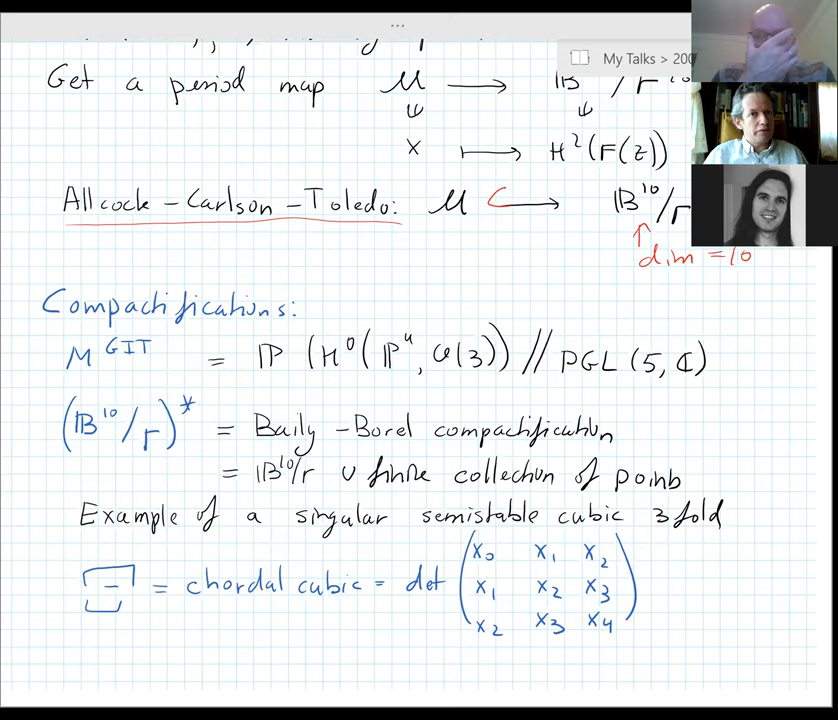 My Talks > 200
Get a period map 𝓜 ⟶ 𝔹 / Γ
ψ ψ
x ⟼ H²(F(Z))
Allcock – Carlson – Toledo: 𝓜 ⊂⟶ 𝔹¹⁰/Γ
↑ dim = 10
Compactifications:
M^GIT = ℙ (H⁰(ℙ⁴, O(3)) // PGL (5, ℂ)
(𝔹¹⁰/Γ)* = Baily – Borel compactification
= 𝔹¹⁰/Γ ∪ finite collection of points
Example of a singular semistable cubic 3fold
Ξ = chordal cubic = det ( x₀ x₁ x₂
x₁ x₂ x₃
x₂ x₃ x₄ )